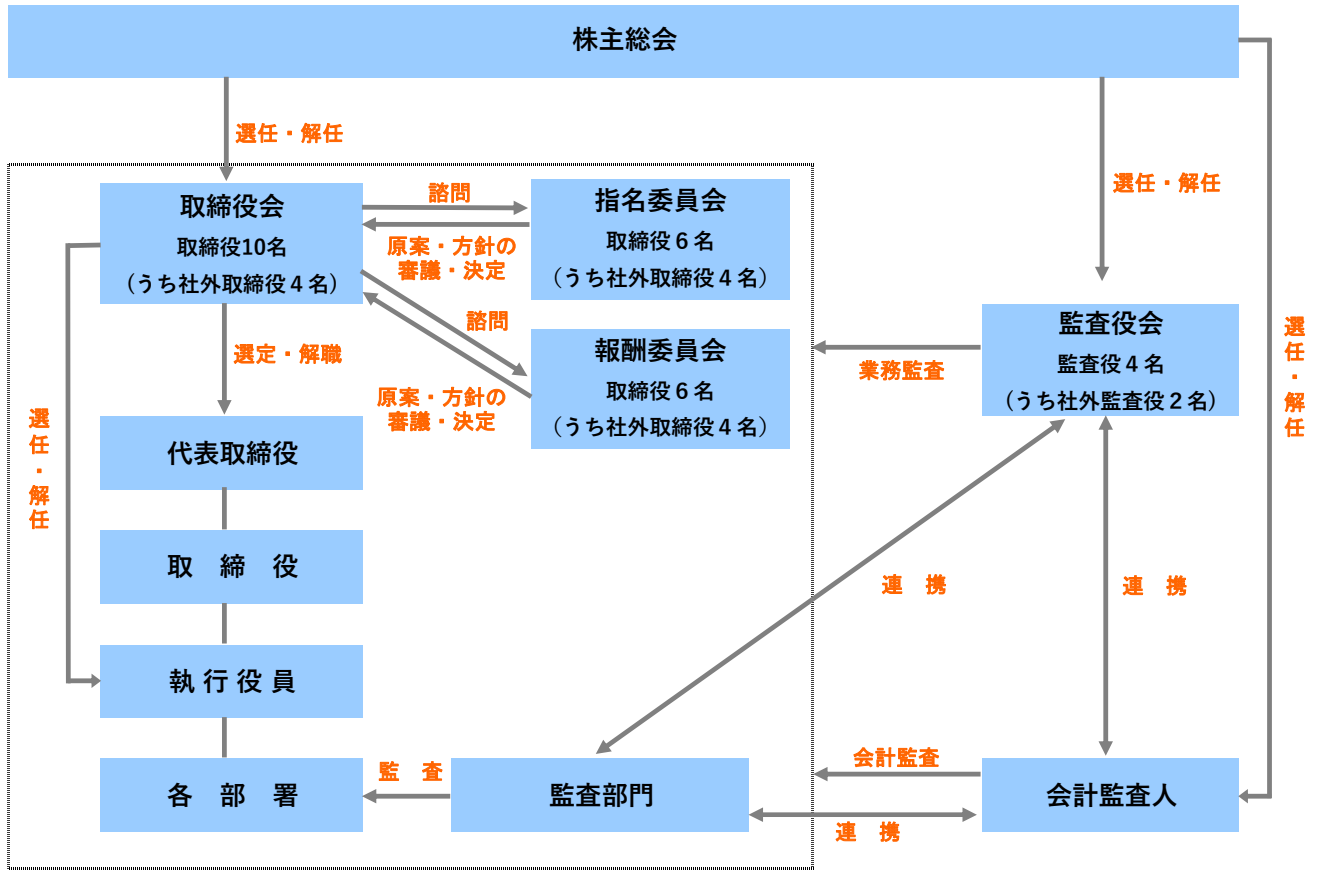 株主総会
選任・解任
選任・解任
取締役会
取締役10名
（うち社外取締役４名）
諮問
原案・方針の
審議・決定
指名委員会
取締役６名
（うち社外取締役４名）
諮問
原案・方針の
審議・決定
報酬委員会
取締役６名
（うち社外取締役４名）
業務監査
監査役会
監査役４名
（うち社外監査役２名）
選任・解任
選定・解職
選任・解任
代表取締役
取　締　役
連　携
連　携
執 行 役 員
各　部　署
監　査
監査部門
会計監査
連　携
会計監査人